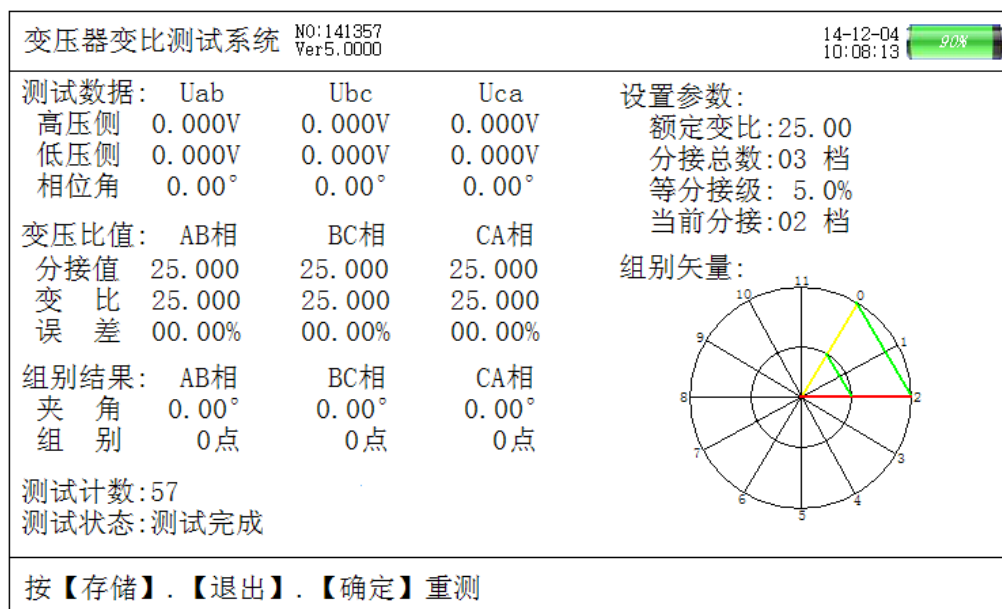 变压器变比测试系统 NO:141357
Ver5.0000
14-12-04
10:08:13
90%
测试数据: Uab Ubc Uca
高压侧 0.000V 0.000V 0.000V
低压侧 0.000V 0.000V 0.000V
相位角 0.00° 0.00° 0.00°
变压比值: AB相 BC相 CA相
分接值 25.000 25.000 25.000
变 比 25.000 25.000 25.000
误 差 00.00% 00.00% 00.00%
组别结果: AB相 BC相 CA相
夹 角 0.00° 0.00° 0.00°
组 别 0点 0点 0点
测试计数:57
测试状态:测试完成
设置参数:
额定变比:25.00
分接总数:03 档
等分接级: 5.0%
当前分接:02 档
组别矢量:
11
10 0
9 1
8 2
7 3
6 4
5
按【存储】.【退出】.【确定】重测